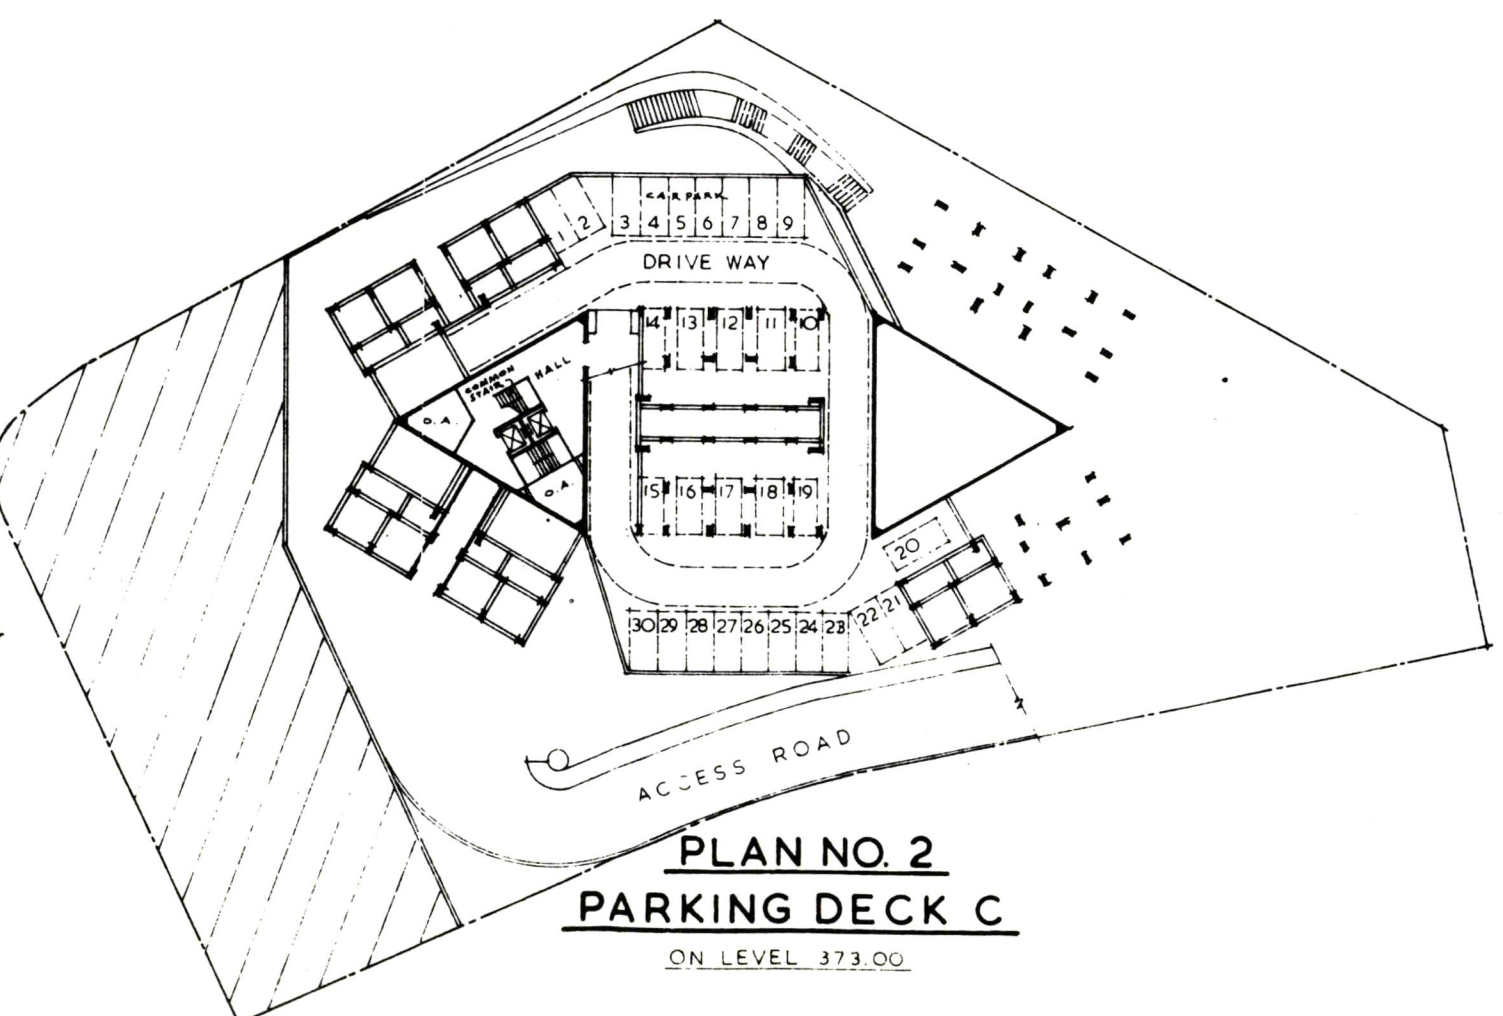 CAR PARK
1 2 3 4 5 6 7 8 9
DRIVE WAY
14 13 12 11 10
COMMON
STAIR
HALL
O.A.
O.A.
15 16 17 18 19
20
30 29 28 27 26 25 24 23 22 21
ACCESS ROAD
PLAN NO. 2
PARKING DECK C
ON LEVEL 373.00